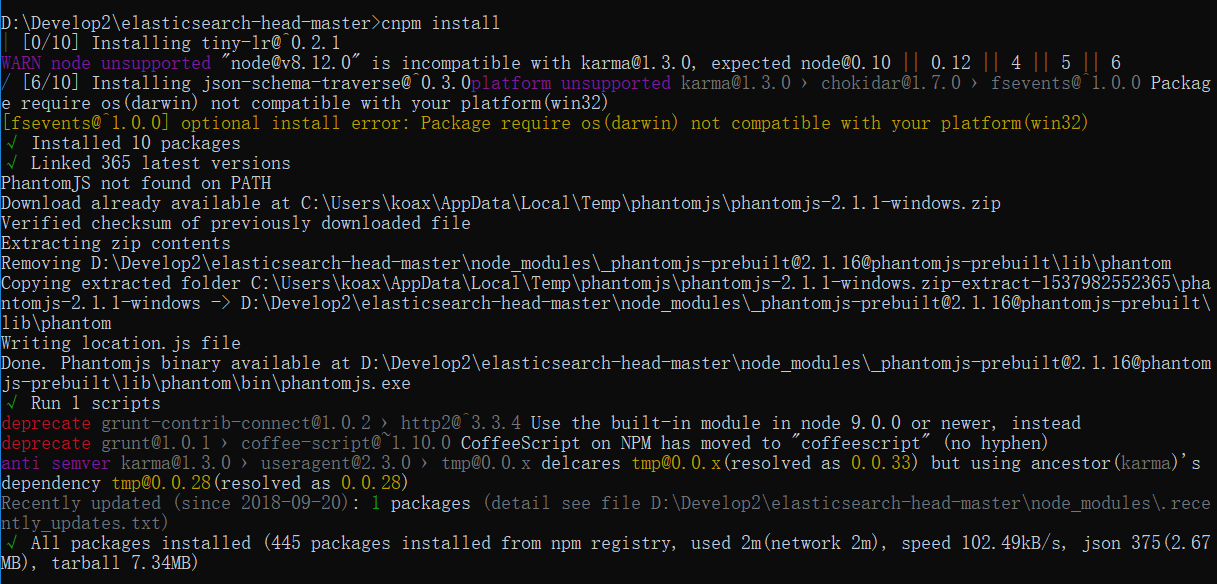 D:\Develop2\elasticsearch-head-master>cnpm install
| [0/10] Installing tiny-lr@^0.2.1
WARN node unsupported "node@v8.12.0" is incompatible with karma@1.3.0, expected node@0.10 || 0.12 || 4 || 5 || 6
/ [6/10] Installing json-schema-traverse@^0.3.0platform unsupported karma@1.3.0 › chokidar@1.7.0 › fsevents@^1.0.0 Packag
e require os(darwin) not compatible with your platform(win32)
[fsevents@^1.0.0] optional install error: Package require os(darwin) not compatible with your platform(win32)
√ Installed 10 packages
√ Linked 365 latest versions
PhantomJS not found on PATH
Download already available at C:\Users\koax\AppData\Local\Temp\phantomjs\phantomjs-2.1.1-windows.zip
Verified checksum of previously downloaded file
Extracting zip contents
Removing D:\Develop2\elasticsearch-head-master\node_modules\_phantomjs-prebuilt@2.1.16@phantomjs-prebuilt\lib\phantom
Copying extracted folder C:\Users\koax\AppData\Local\Temp\phantomjs\phantomjs-2.1.1-windows.zip-extract-1537982552365\pha
ntomjs-2.1.1-windows -> D:\Develop2\elasticsearch-head-master\node_modules\_phantomjs-prebuilt@2.1.16@phantomjs-prebuilt\
lib\phantom
Writing location.js file
Done. Phantomjs binary available at D:\Develop2\elasticsearch-head-master\node_modules\_phantomjs-prebuilt@2.1.16@phantom
js-prebuilt\lib\phantom\bin\phantomjs.exe
√ Run 1 scripts
deprecate grunt-contrib-connect@1.0.2 › http2@^3.3.4 Use the built-in module in node 9.0.0 or newer, instead
deprecate grunt@1.0.1 › coffee-script@~1.10.0 CoffeeScript on NPM has moved to "coffeescript" (no hyphen)
anti semver karma@1.3.0 › useragent@2.3.0 › tmp@0.0.x delcares tmp@0.0.x(resolved as 0.0.33) but using ancestor(karma)'s
dependency tmp@0.0.28(resolved as 0.0.28)
Recently updated (since 2018-09-20): 1 packages (detail see file D:\Develop2\elasticsearch-head-master\node_modules\.rece
ntly_updates.txt)
√ All packages installed (445 packages installed from npm registry, used 2m(network 2m), speed 102.49kB/s, json 375(2.67
MB), tarball 7.34MB)